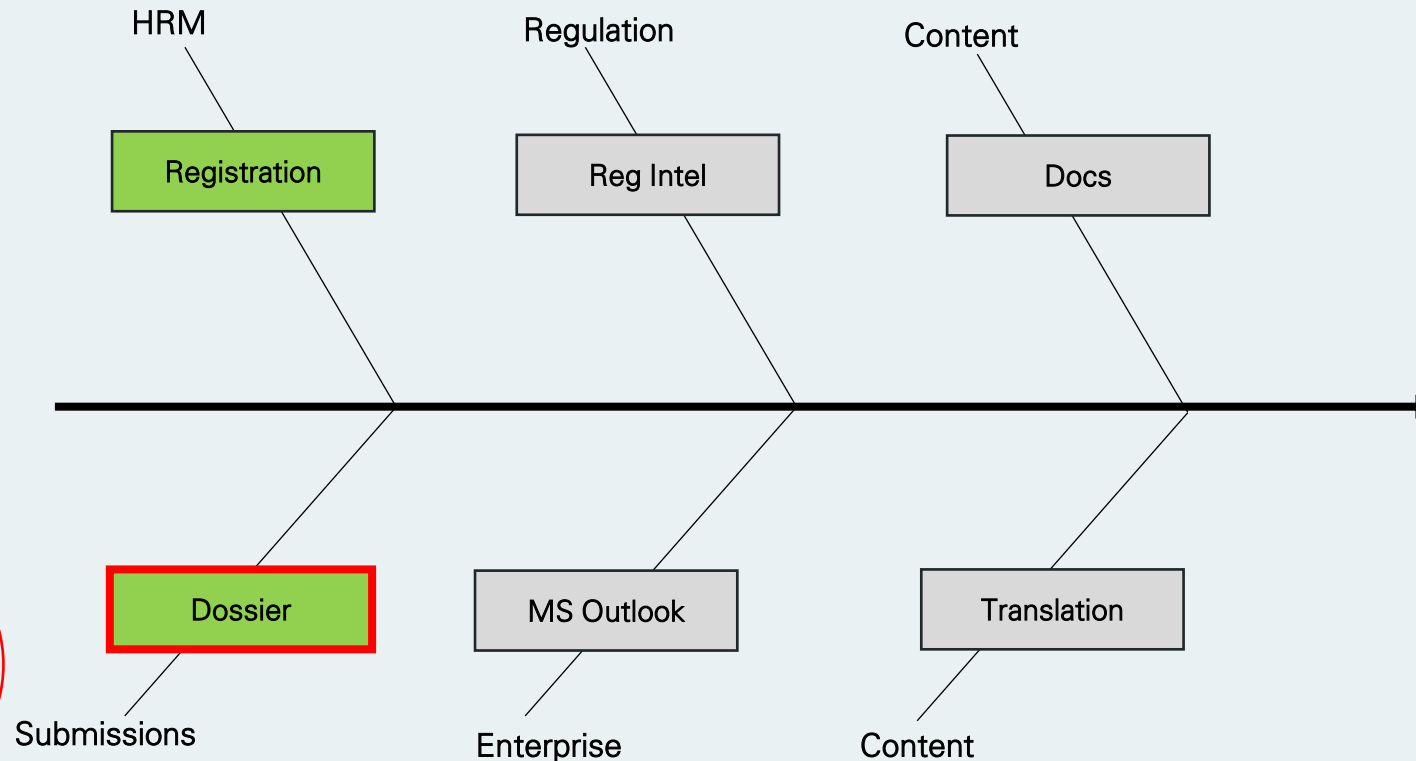 HRM
Regulation
Content
Registration
Reg Intel
Docs
Dossier
MS Outlook
Translation
Submissions
Enterprise
Content